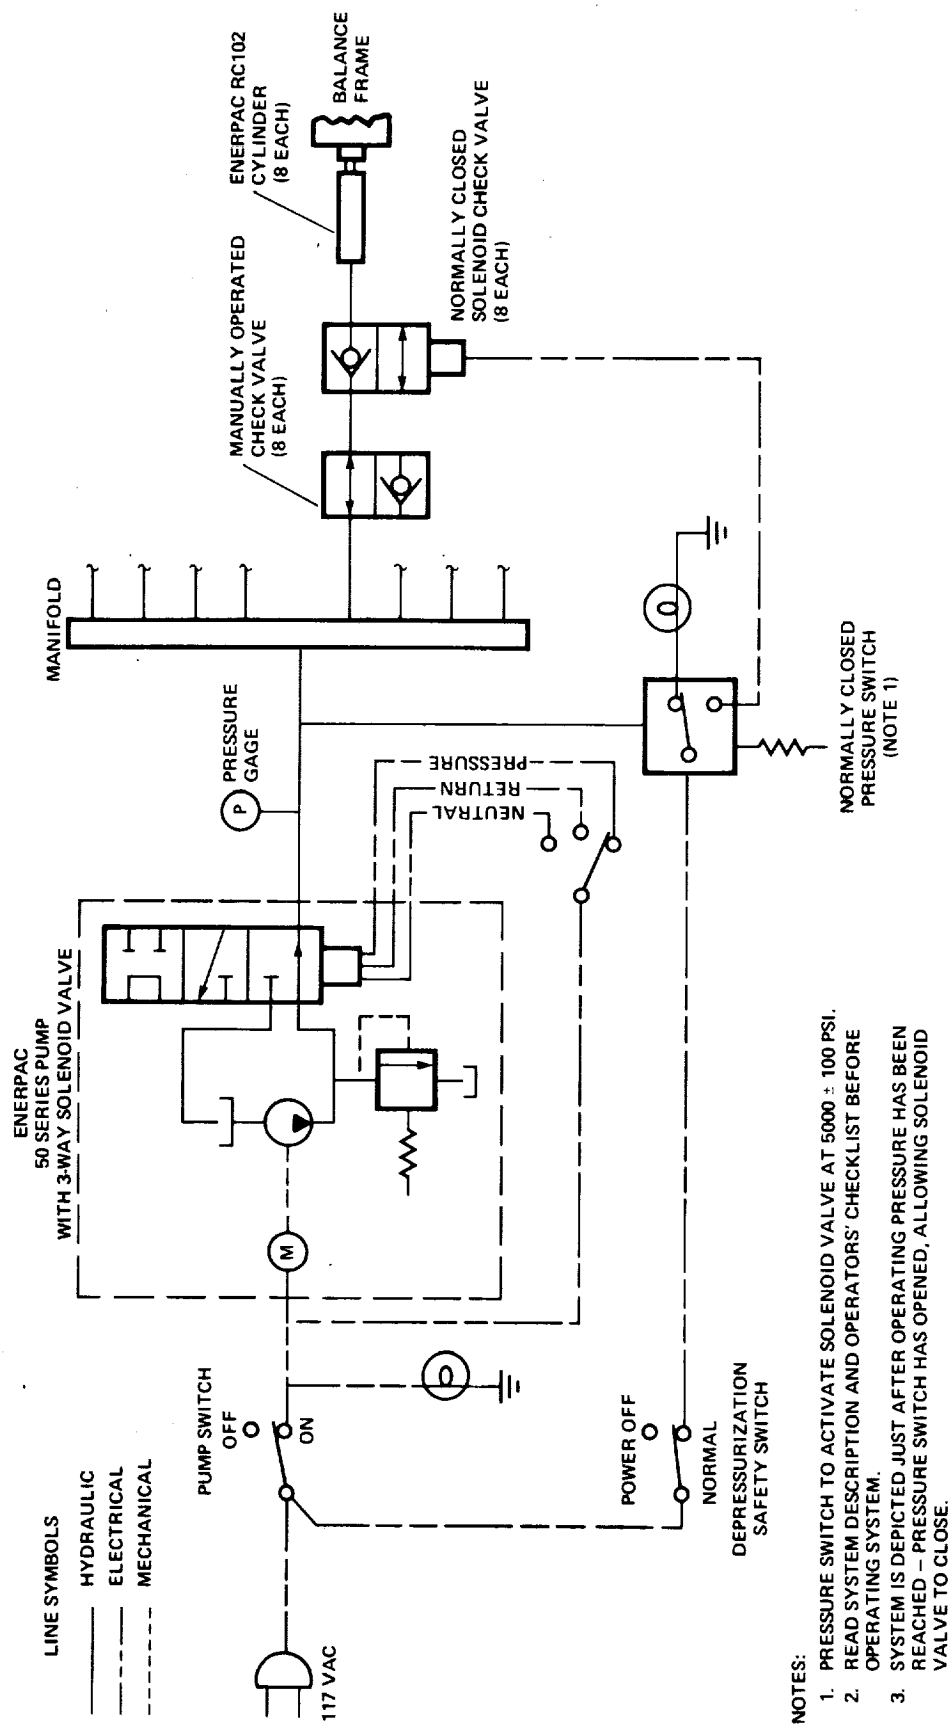 ENERPAC
50 SERIES PUMP
WITH 3-WAY SOLENOID VALVE
PRESSURE
GAGE
P
MANIFOLD
MANUALLY OPERATED
CHECK VALVE
(8 EACH)
ENERPAC RC102
CYLINDER
(8 EACH)
BALANCE
FRAME
NORMALLY CLOSED
SOLENOID CHECK VALVE
(8 EACH)
LINE SYMBOLS
HYDRAULIC
ELECTRICAL
MECHANICAL
PUMP SWITCH
OFF
ON
M
PRESSURE
RETURN
NEUTRAL
117 VAC
POWER OFF
NORMAL
DEPRESSURIZATION
SAFETY SWITCH
NORMALLY CLOSED
PRESSURE SWITCH
(NOTE 1)
NOTES:
1. PRESSURE SWITCH TO ACTIVATE SOLENOID VALVE AT 5000 ± 100 PSI.
2. READ SYSTEM DESCRIPTION AND OPERATORS' CHECKLIST BEFORE
OPERATING SYSTEM.
3. SYSTEM IS DEPICTED JUST AFTER OPERATING PRESSURE HAS BEEN
REACHED – PRESSURE SWITCH HAS OPENED, ALLOWING SOLENOID
VALVE TO CLOSE.